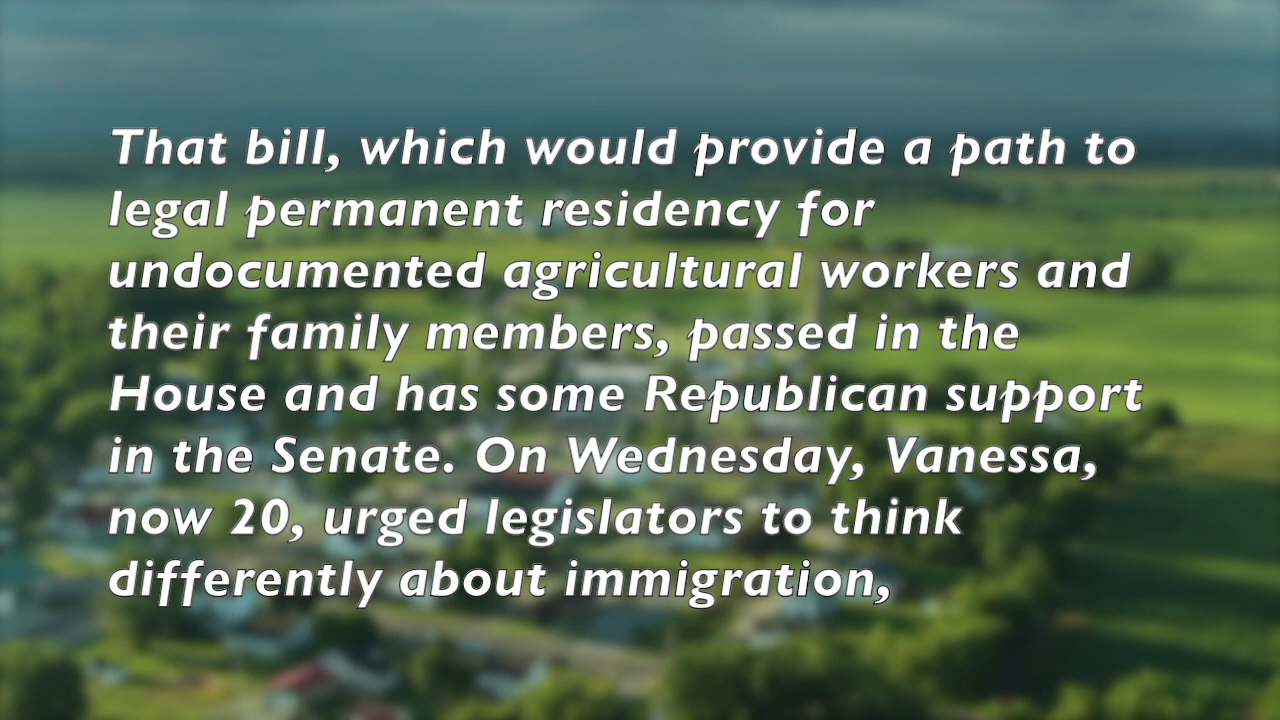 That bill, which would provide a path to
legal permanent residency for
undocumented agricultural workers and
their family members, passed in the
House and has some Republican support
in the Senate. On Wednesday, Vanessa,
now 20, urged legislators to think
differently about immigration,